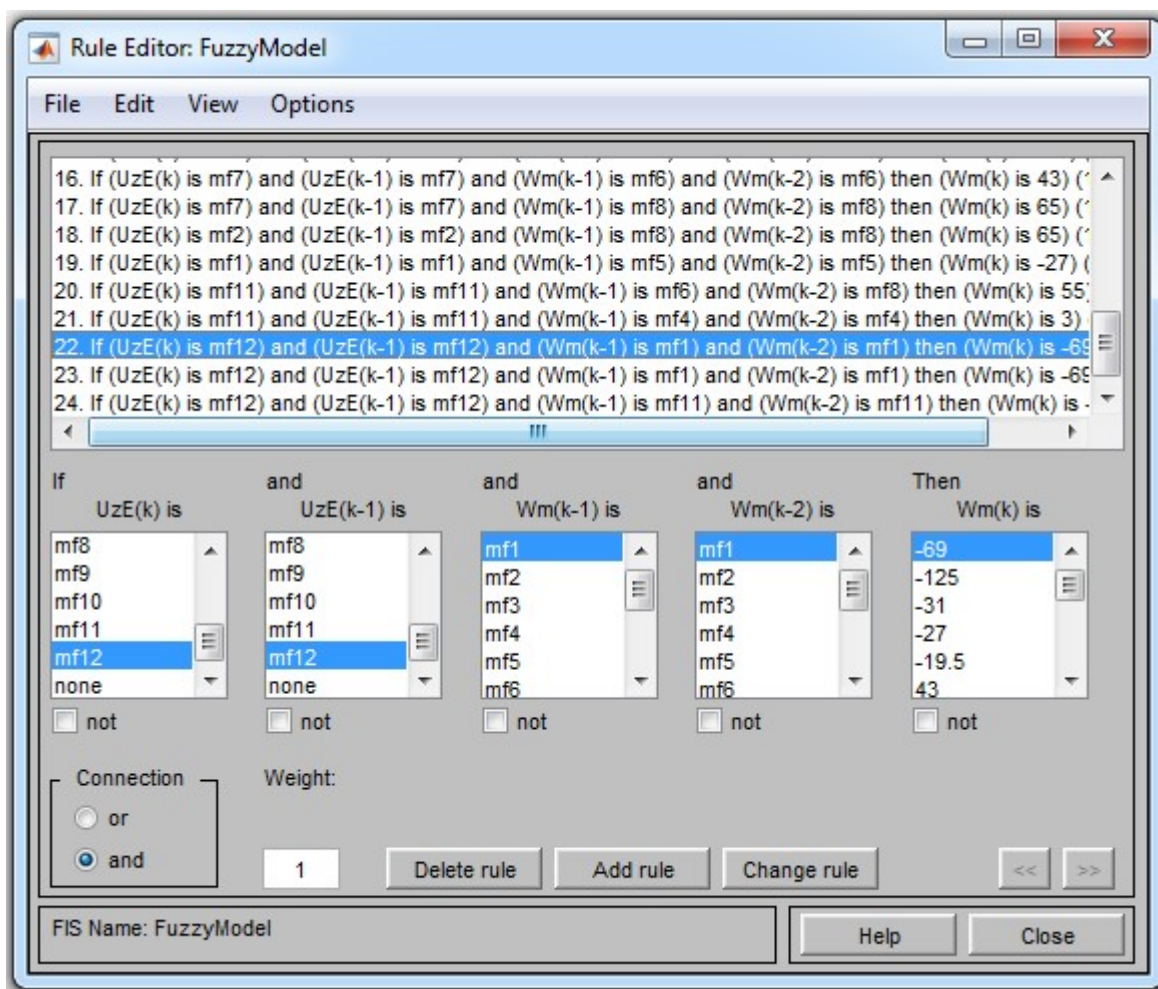 Rule Editor: FuzzyModel
File Edit View Options
16. If (UzE(k) is mf7) and (UzE(k-1) is mf7) and (Wm(k-1) is mf6) and (Wm(k-2) is mf6) then (Wm(k) is 43) (
17. If (UzE(k) is mf7) and (UzE(k-1) is mf7) and (Wm(k-1) is mf8) and (Wm(k-2) is mf8) then (Wm(k) is 65) (
18. If (UzE(k) is mf2) and (UzE(k-1) is mf2) and (Wm(k-1) is mf8) and (Wm(k-2) is mf8) then (Wm(k) is 65) (
19. If (UzE(k) is mf1) and (UzE(k-1) is mf1) and (Wm(k-1) is mf5) and (Wm(k-2) is mf5) then (Wm(k) is -27) (
20. If (UzE(k) is mf11) and (UzE(k-1) is mf11) and (Wm(k-1) is mf6) and (Wm(k-2) is mf8) then (Wm(k) is 55)
21. If (UzE(k) is mf11) and (UzE(k-1) is mf11) and (Wm(k-1) is mf4) and (Wm(k-2) is mf4) then (Wm(k) is 3)
22. If (UzE(k) is mf12) and (UzE(k-1) is mf12) and (Wm(k-1) is mf1) and (Wm(k-2) is mf1) then (Wm(k) is -69
23. If (UzE(k) is mf12) and (UzE(k-1) is mf12) and (Wm(k-1) is mf1) and (Wm(k-2) is mf1) then (Wm(k) is -69
24. If (UzE(k) is mf12) and (UzE(k-1) is mf12) and (Wm(k-1) is mf11) and (Wm(k-2) is mf11) then (Wm(k) is -
If and and and Then
UzE(k) is UzE(k-1) is Wm(k-1) is Wm(k-2) is Wm(k) is
mf8 mf8 mf1 mf1 -69
mf9 mf9 mf2 mf2 -125
mf10 mf10 mf3 mf3 -31
mf11 mf11 mf4 mf4 -27
mf12 mf12 mf5 mf5 -19.5
none none mf6 mf6 43
not not not not not
Connection Weight:
or
and 1 Delete rule Add rule Change rule << >>
FIS Name: FuzzyModel Help Close